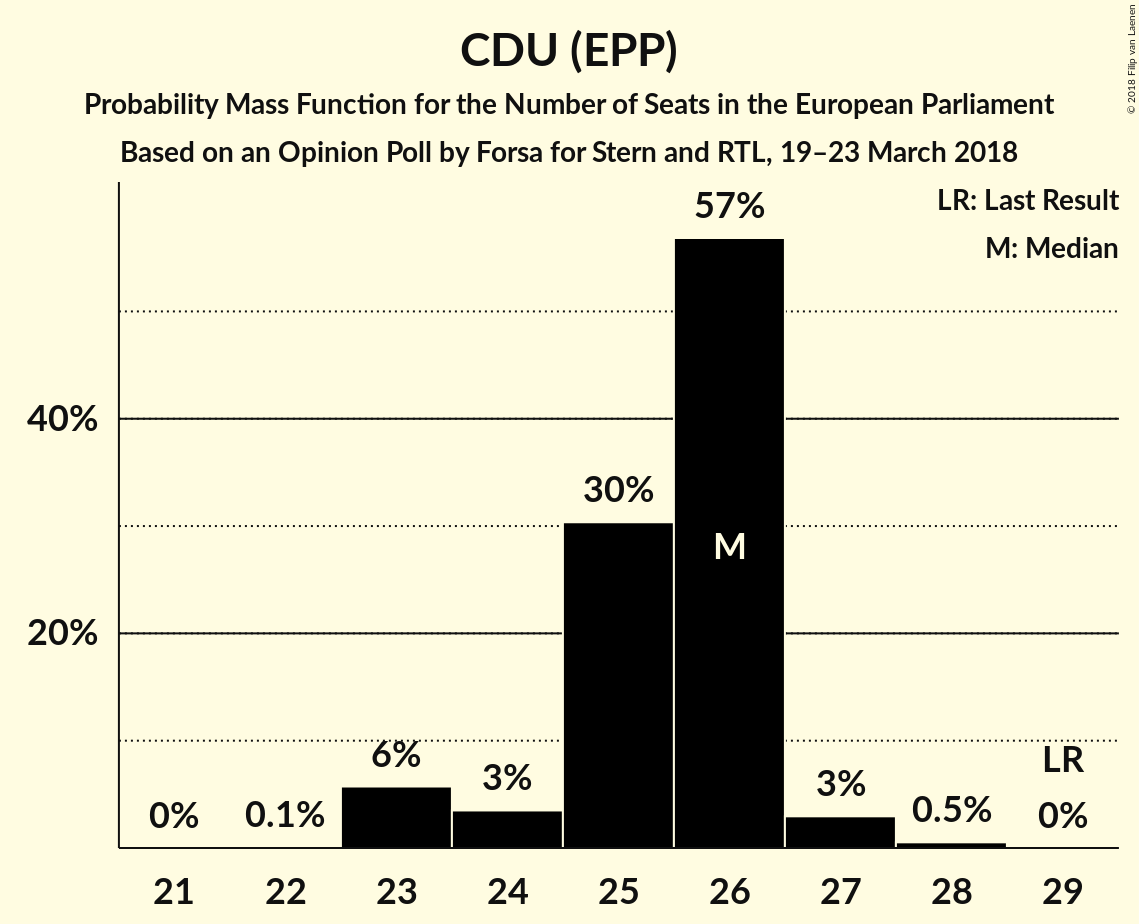 CDU (EPP)
Probability Mass Function for the Number of Seats in the European Parliament
Based on an Opinion Poll by Forsa for Stern and RTL, 19–23 March 2018
© 2018 Filip van Laenen
LR: Last Result
M: Median
57%
40%
30%
M
20%
6%
3%
3%
LR
0%
0.1%
0.5%
0%
21
22
23
24
25
26
27
28
29